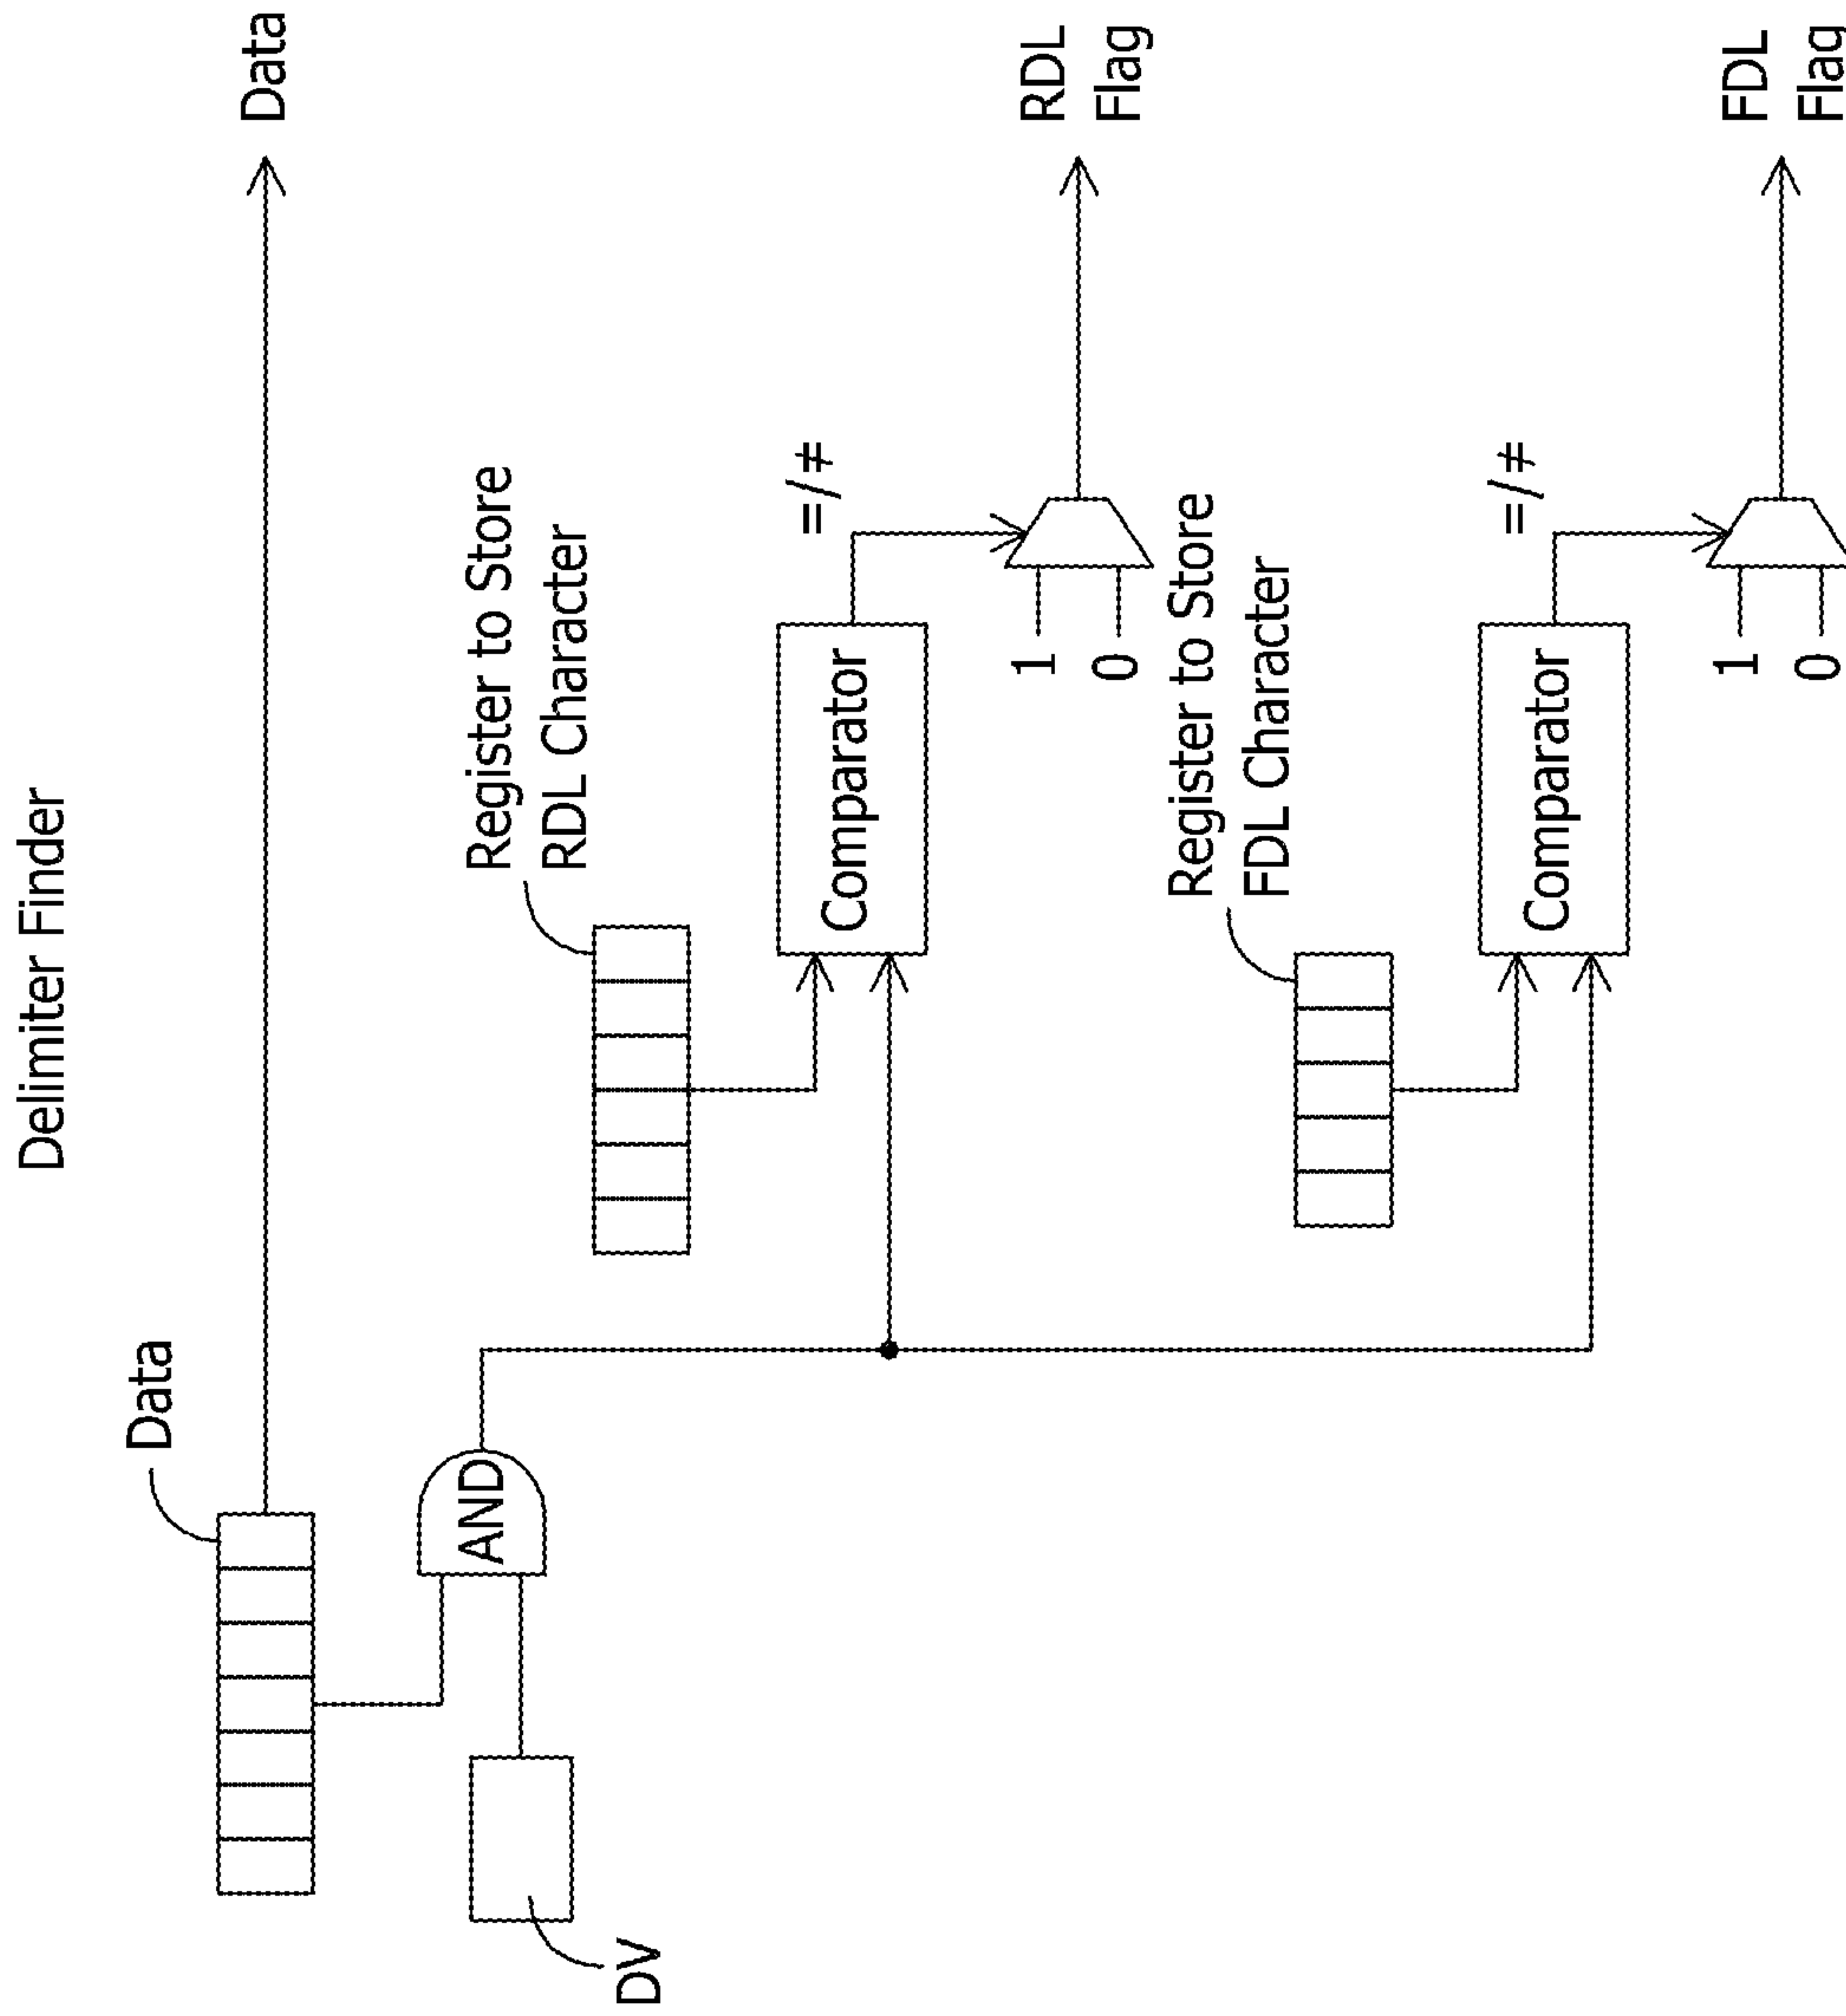 Delimiter Finder
Data
Data
DV
AND
Register to Store
RDL Character
Comparator
=/≠
1
0
RDL
Flag
Register to Store
FDL Character
Comparator
=/≠
1
0
FDL
Flag